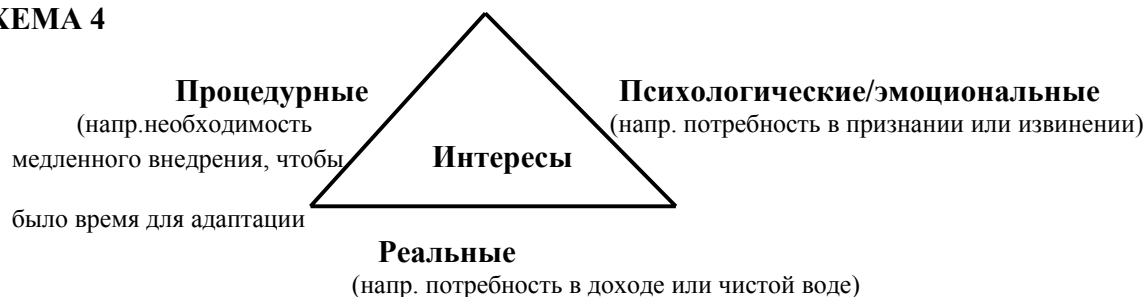 ХЕМА 4
Процедурные
(напр.необходимость
медленного внедрения, чтобы
было время для адаптации
Психологические/эмоциональные
(напр. потребность в признании или извинении)
Интересы
Реальные
(напр. потребность в доходе или чистой воде)